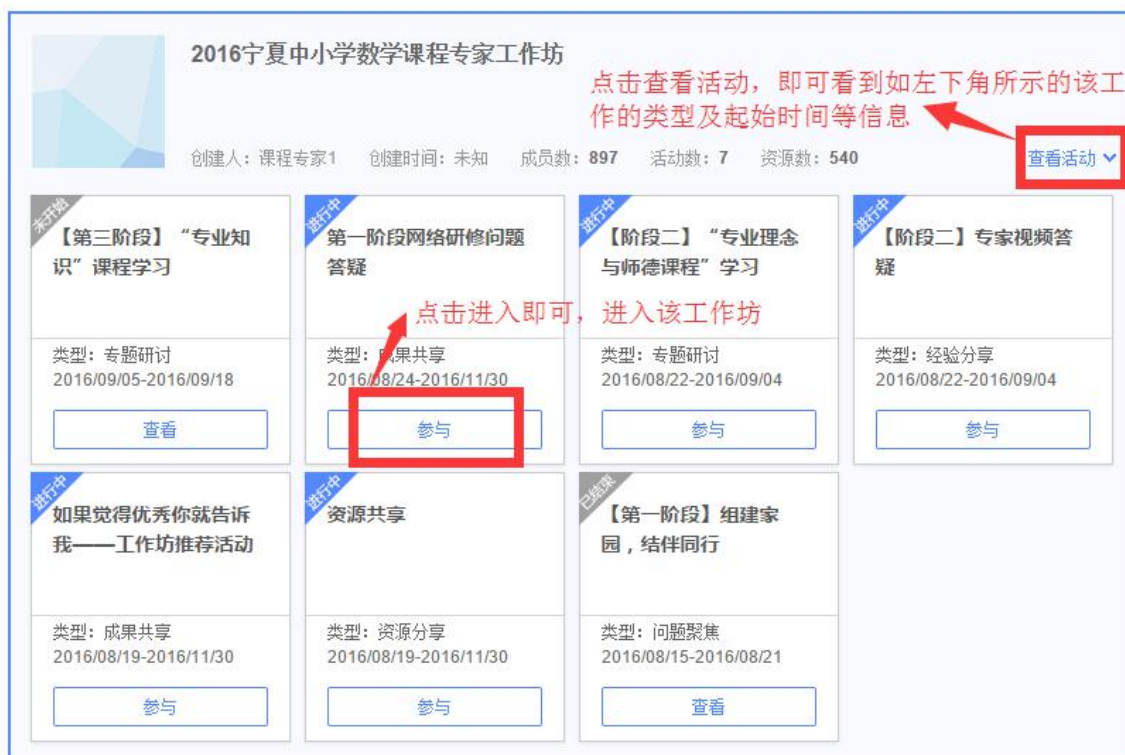 2016宁夏中小学数学课程专家工作坊
点击查看活动，即可看到如左下角所示的该工
作的类型及起始时间等信息
创建人：课程专家1 创建时间：未知 成员数：897 活动数：7 资源数：540 查看活动
未开始
【第三阶段】“专业知
识”课程学习
类型：专题研讨
2016/09/05-2016/09/18
查看
进行中
第一阶段网络研修问题
答疑
点击进入即可，进入该工作坊
类型：成果共享
2016/08/24-2016/11/30
参与
进行中
【阶段二】“专业理念
与师德课程”学习
类型：专题研讨
2016/08/22-2016/09/04
参与
进行中
【阶段二】专家视频答
疑
类型：经验分享
2016/08/22-2016/09/04
参与
进行中
如果觉得优秀你就告诉
我——工作坊推荐活动
类型：成果共享
2016/08/19-2016/11/30
参与
进行中
资源共享
类型：资源分享
2016/08/19-2016/11/30
参与
已结束
【第一阶段】组建家
园，结伴同行
类型：问题聚焦
2016/08/15-2016/08/21
查看